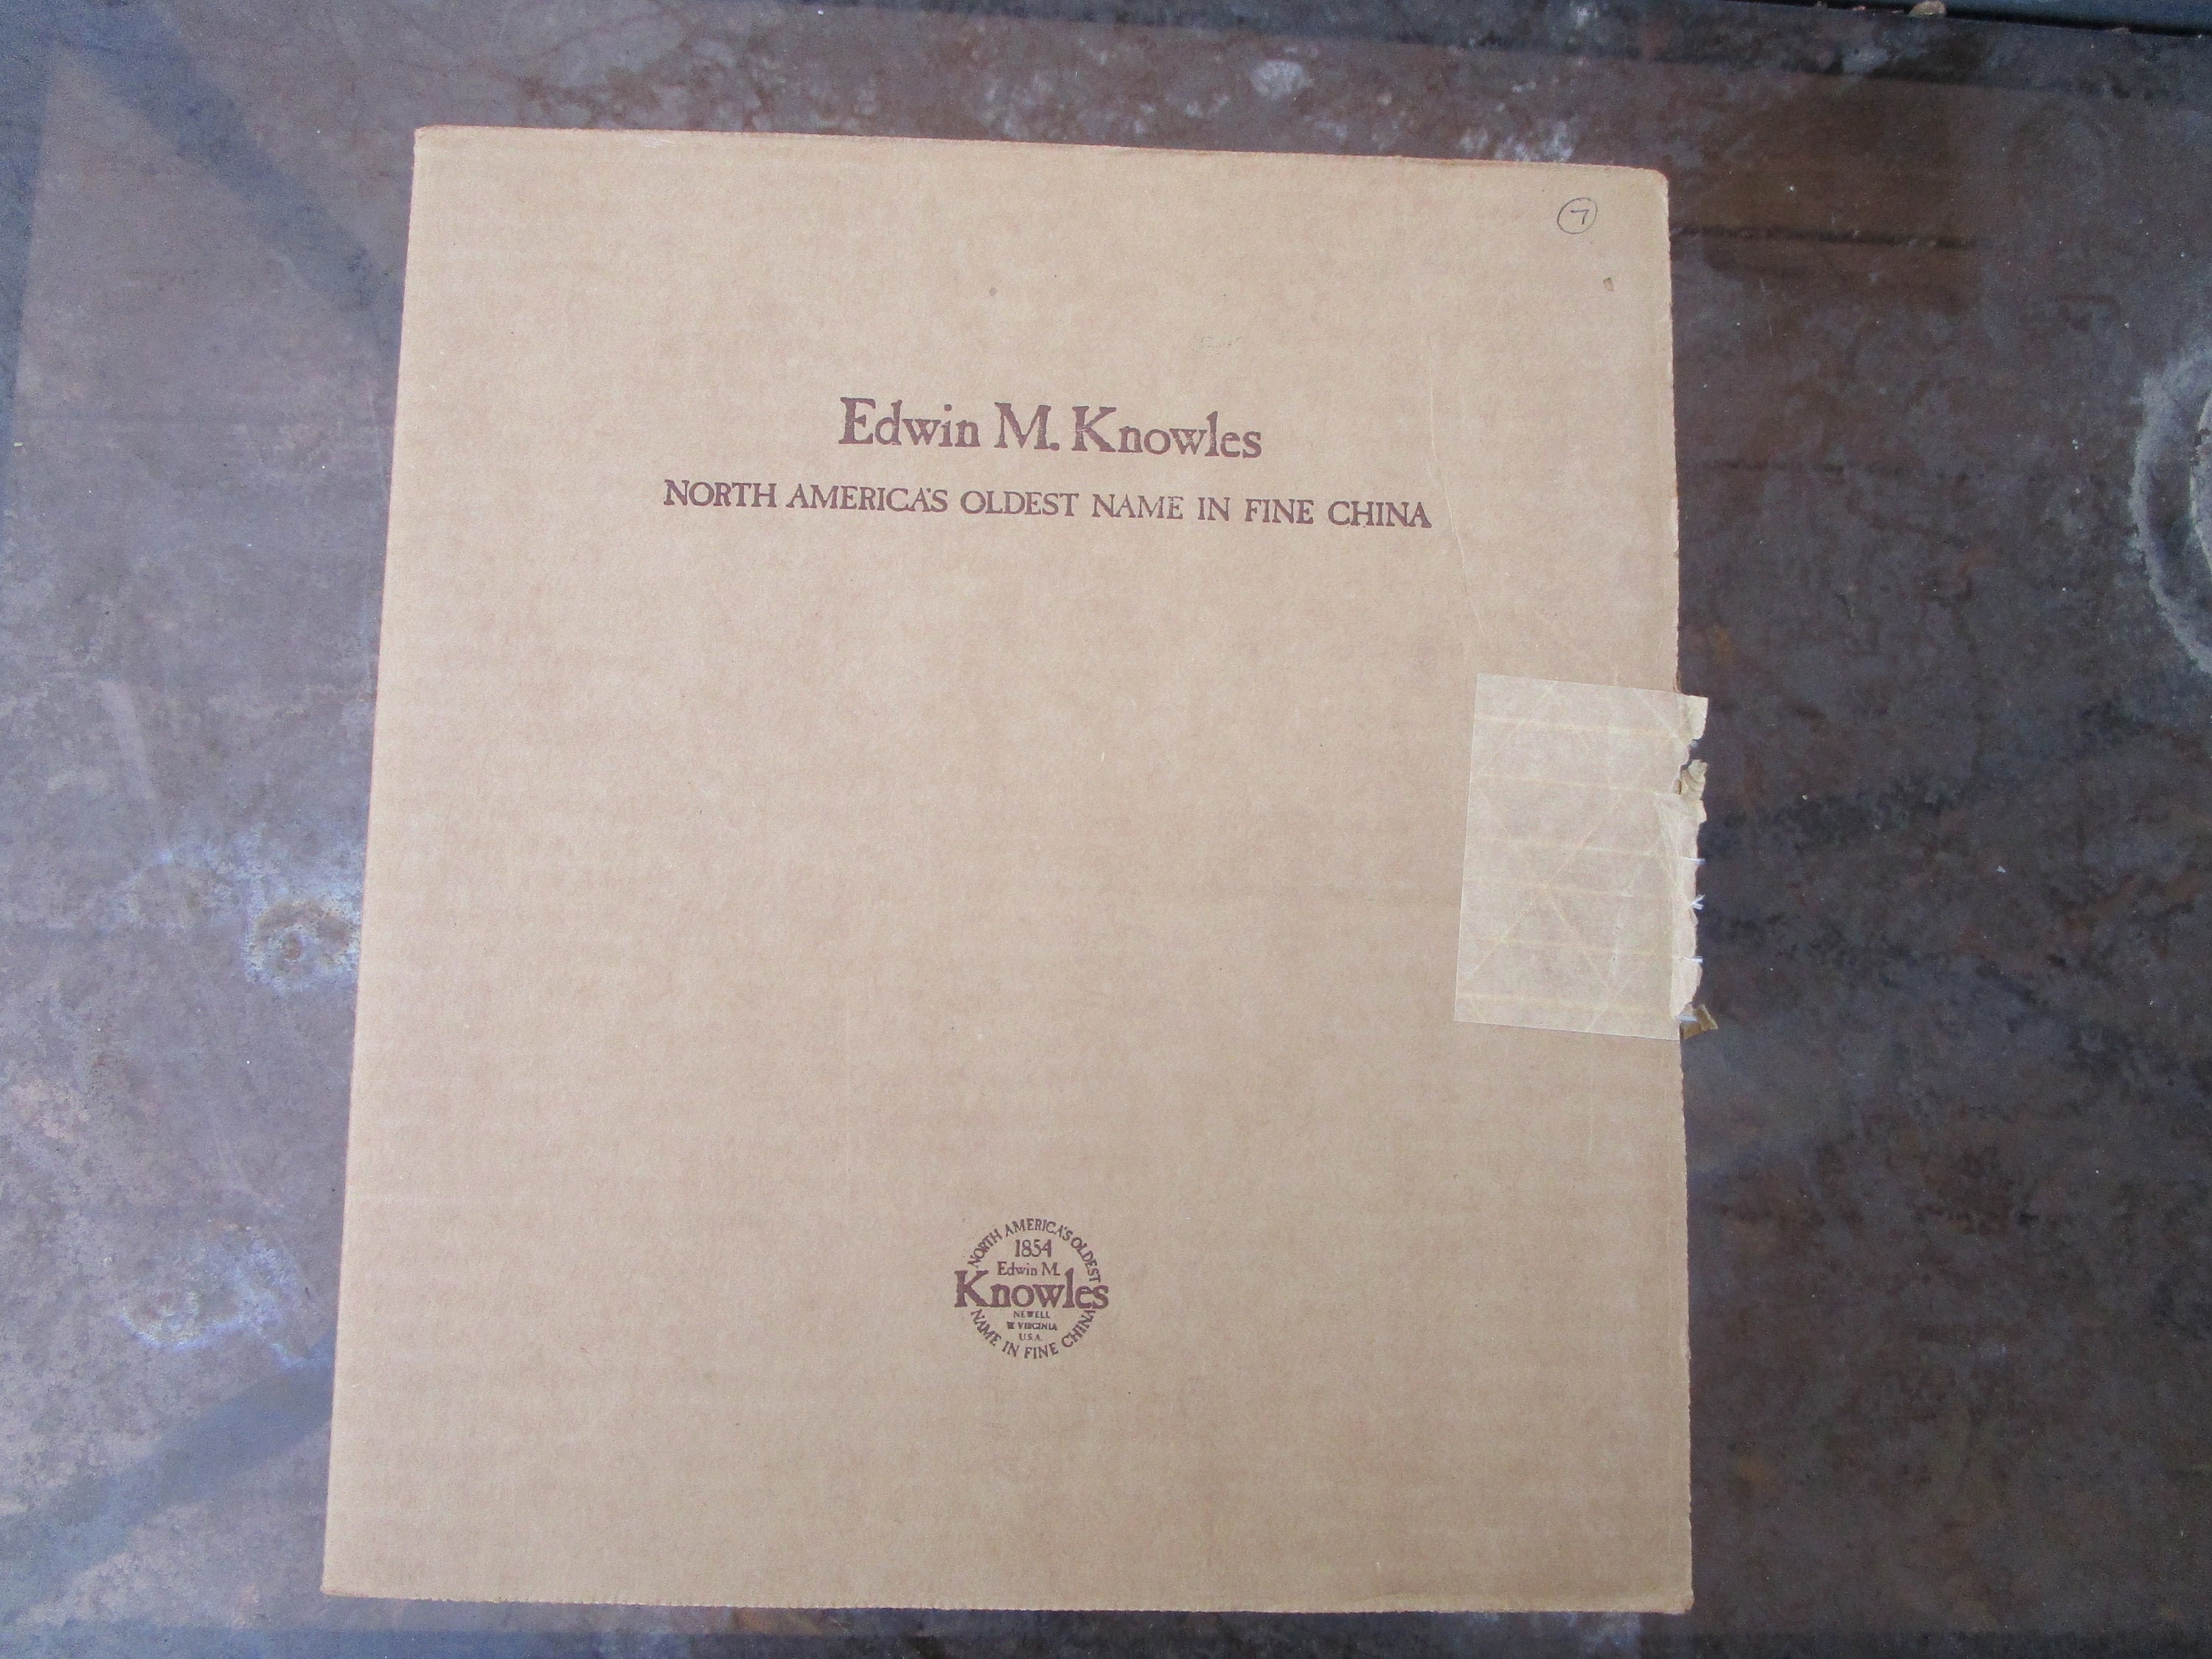 7
Edwin M. Knowles
NORTH AMERICA'S OLDEST NAME IN FINE CHINA
NORTH AMERICA'S OLDEST
1854
Edwin M.
Knowles
NEWELL
W VIRGINIA
U.S.A.
NAME IN FINE CHINA